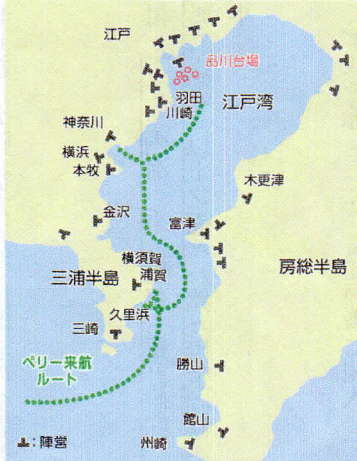 江戸
品川台場
羽田
川崎
江戸湾
神奈川
横浜
本牧
木更津
金沢
富津
横須賀
浦賀
三浦半島
房総半島
久里浜
三崎
ペリー来航
ルート
勝山
館山
州崎
:陣営